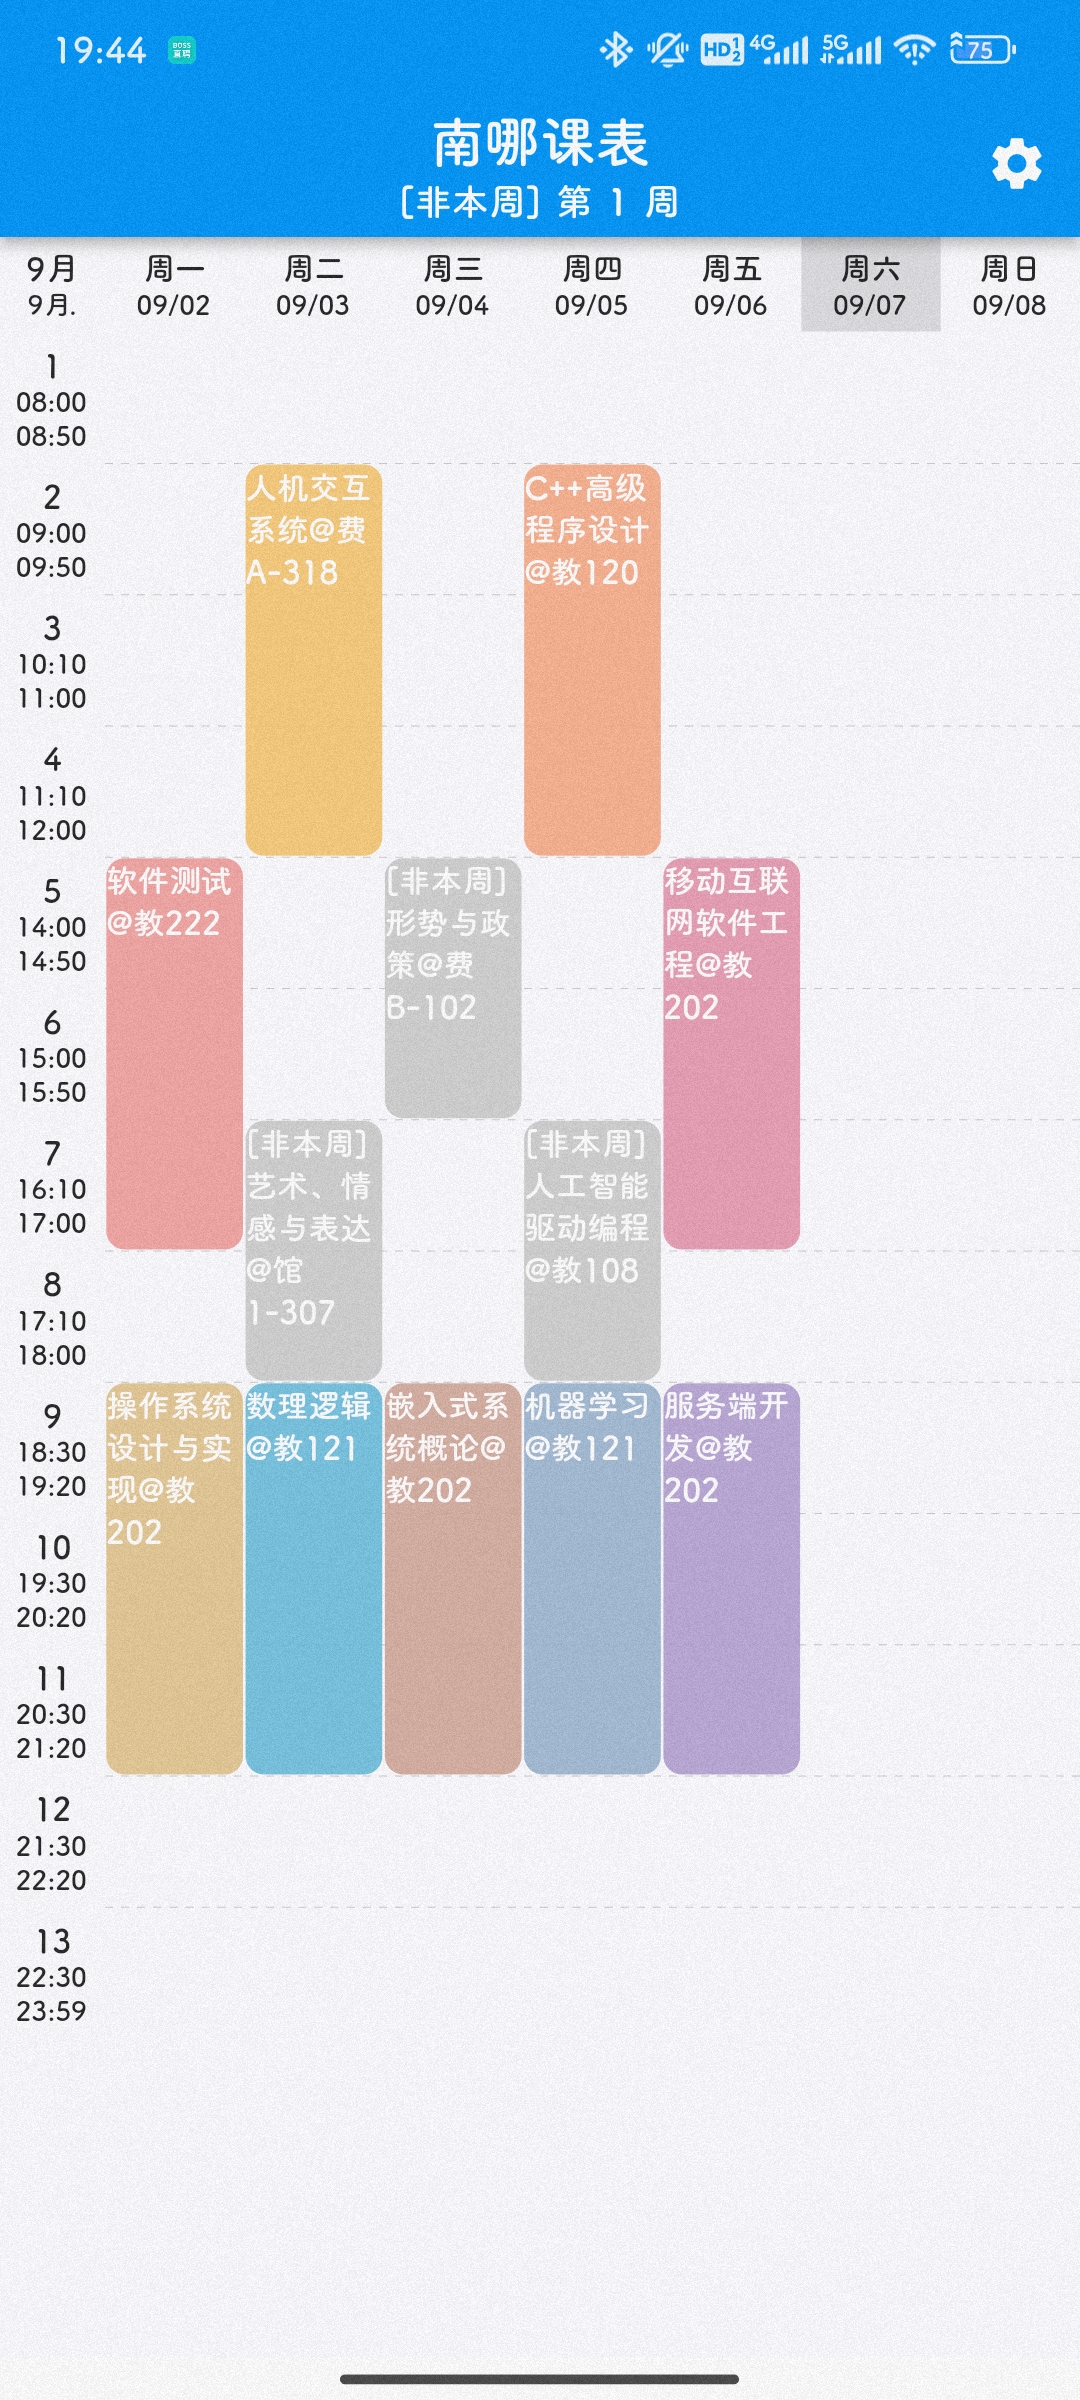 19:44
BOSS
直聘
HD 1 2 4G 5G 75
南哪课表
[非本周] 第 1 周
9月 周一 周二 周三 周四 周五 周六 周日
9月. 09/02 09/03 09/04 09/05 09/06 09/07 09/08
1
08:00
08:50
2
09:00
09:50
3
10:10
11:00
4
11:10
12:00
5
14:00
14:50
6
15:00
15:50
7
16:10
17:00
8
17:10
18:00
9
18:30
19:20
10
19:30
20:20
11
20:30
21:20
12
21:30
22:20
13
22:30
23:59
软件测试
@教222
操作系统
设计与实
现@教
202
人机交互
系统@费
A-318
[非本周]
艺术、情
感与表达
@馆
1-307
数理逻辑
@教121
[非本周]
形势与政
策@费
B-102
嵌入式系
统概论@
教202
C++高级
程序设计
@教120
[非本周]
人工智能
驱动编程
@教108
机器学习
@教121
移动互联
网软件工
程@教
202
服务端开
发@教
202